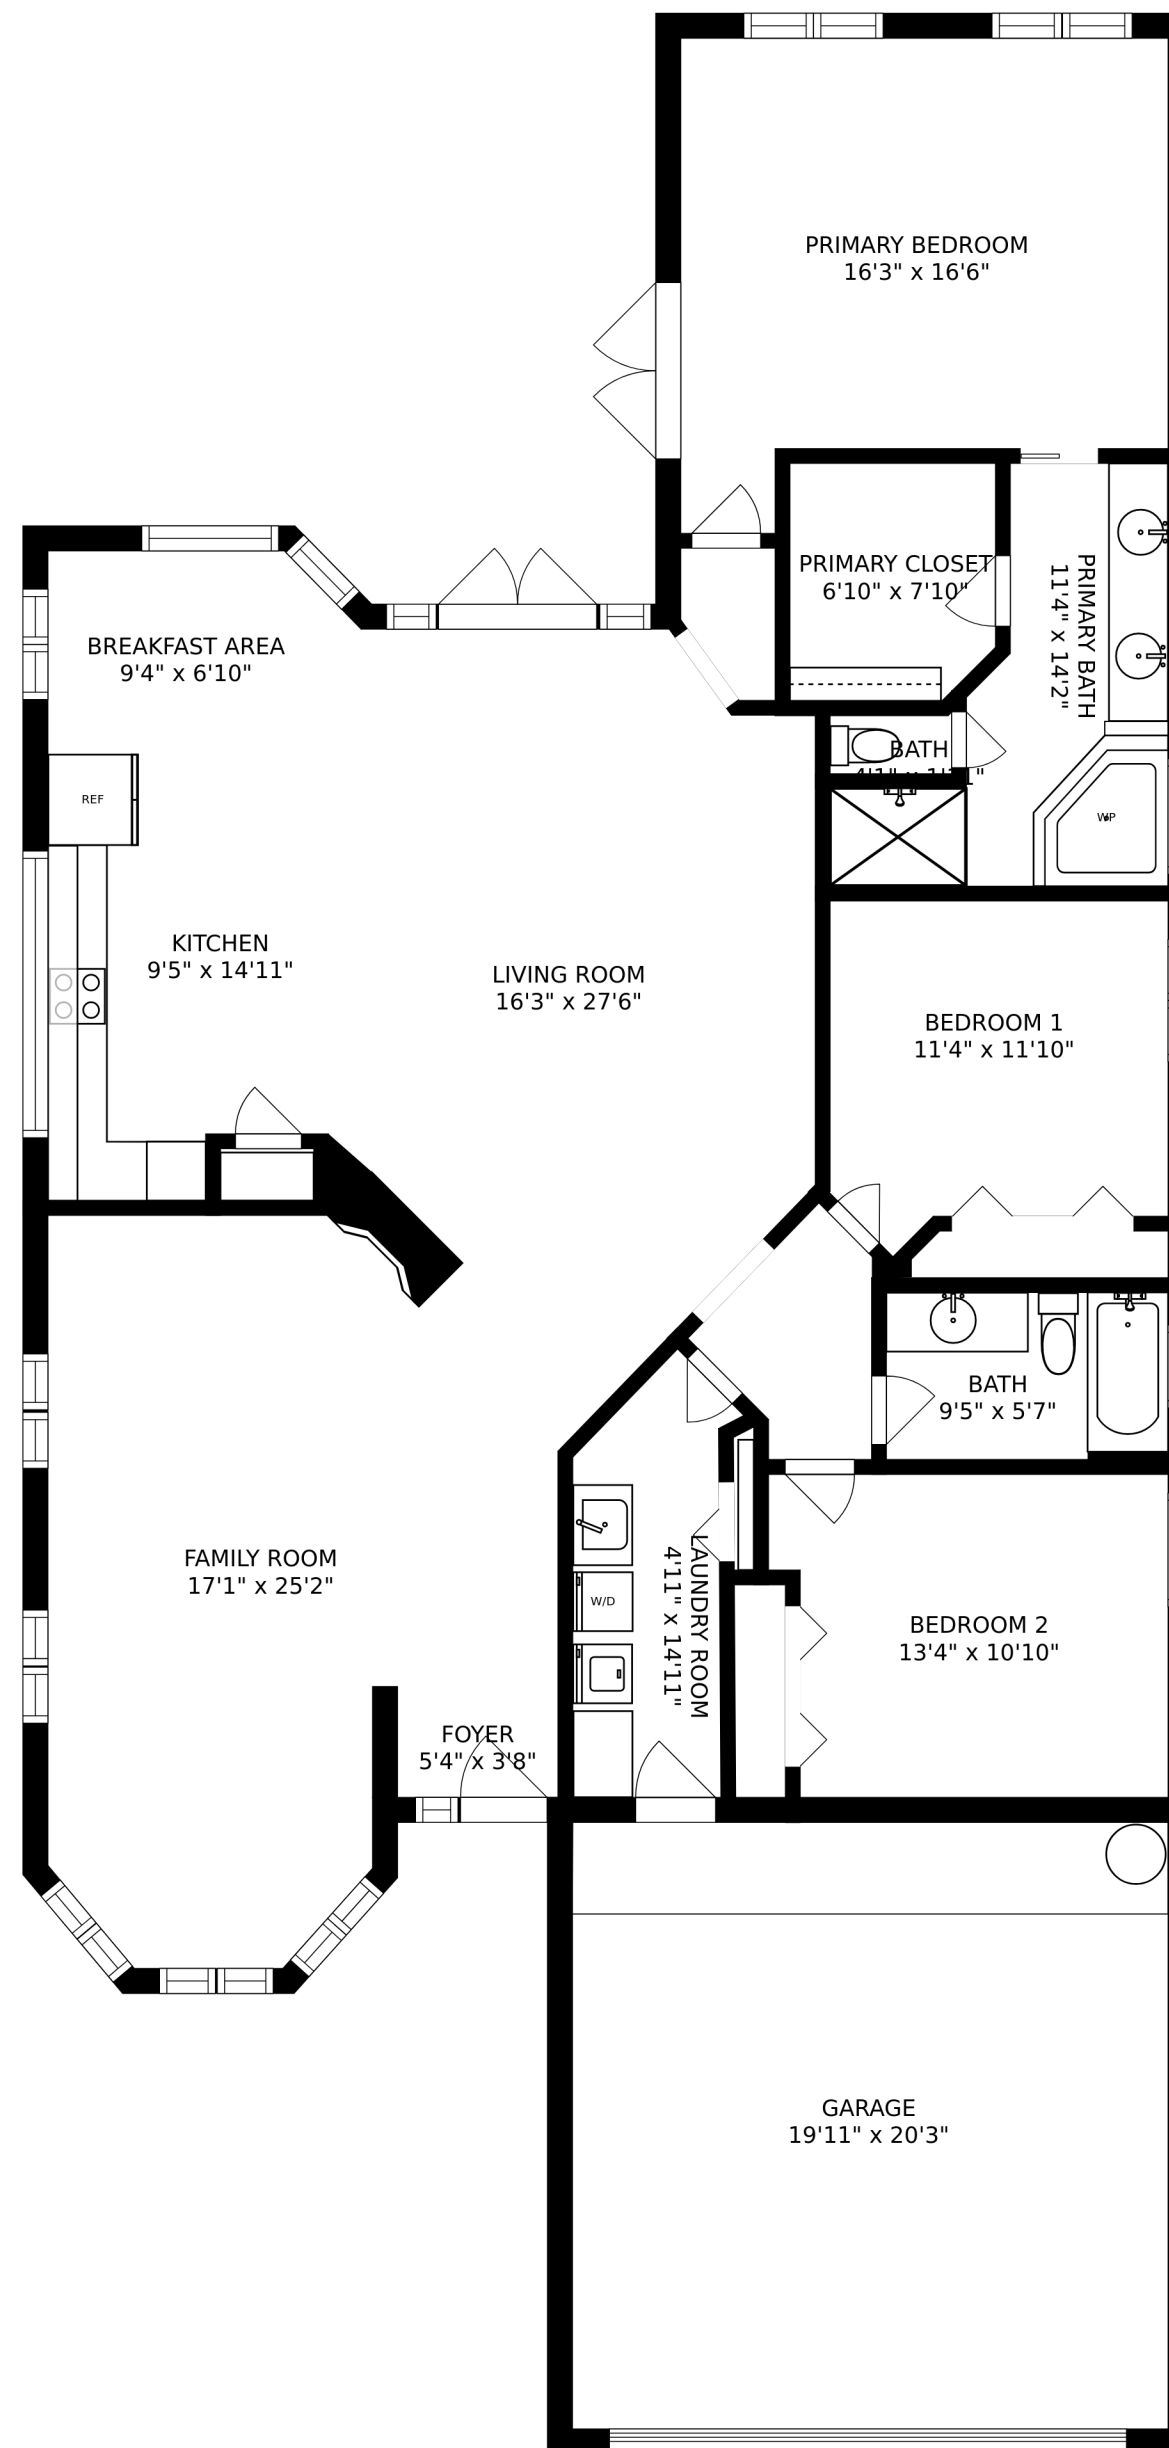 PRIMARY BEDROOM
16'3" x 16'6"
PRIMARY CLOSET
6'10" x 7'10"
PRIMARY BATH
11'4" x 14'2"
BREAKFAST AREA
9'4" x 6'10"
BATH
REF
WP
KITCHEN
9'5" x 14'11"
LIVING ROOM
16'3" x 27'6"
BEDROOM 1
11'4" x 11'10"
BATH
9'5" x 5'7"
FAMILY ROOM
17'1" x 25'2"
W/D
LAUNDRY ROOM
4'11" x 14'11"
BEDROOM 2
13'4" x 10'10"
FOYER
5'4" x 3'8"
GARAGE
19'11" x 20'3"